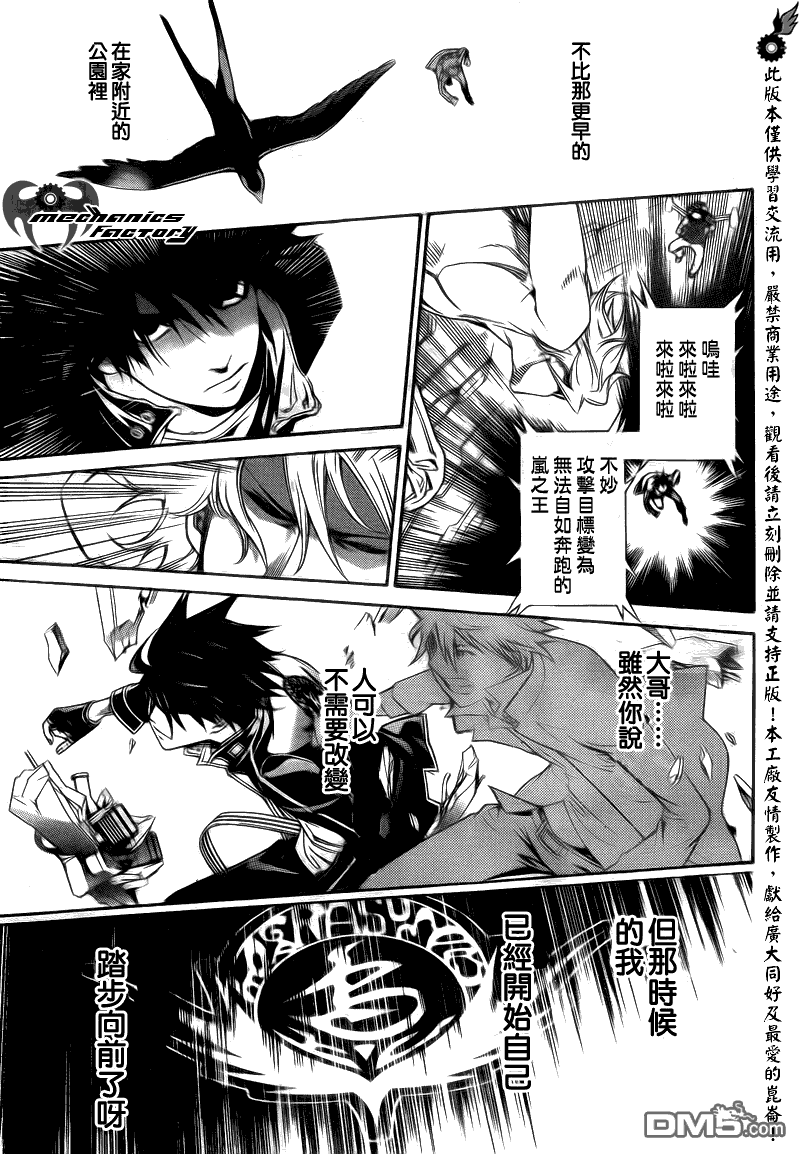 不比那更早的
在家附近的
公園裡
mechanics
Factory
嗚哇
來啦來啦
來啦來啦
不妙
攻擊目標變為
無法自如奔跑的
嵐之王
大哥……
雖然你說
人可以
不需要改變
但那時候
的我
已經開始自己
踏步向前了呀
此版本僅供學習交流用，嚴禁商業用途，觀看後請立刻刪除並請支持正版！本工廠友情製作，獻給廣大同好及最愛的崑崙！
DM5.com